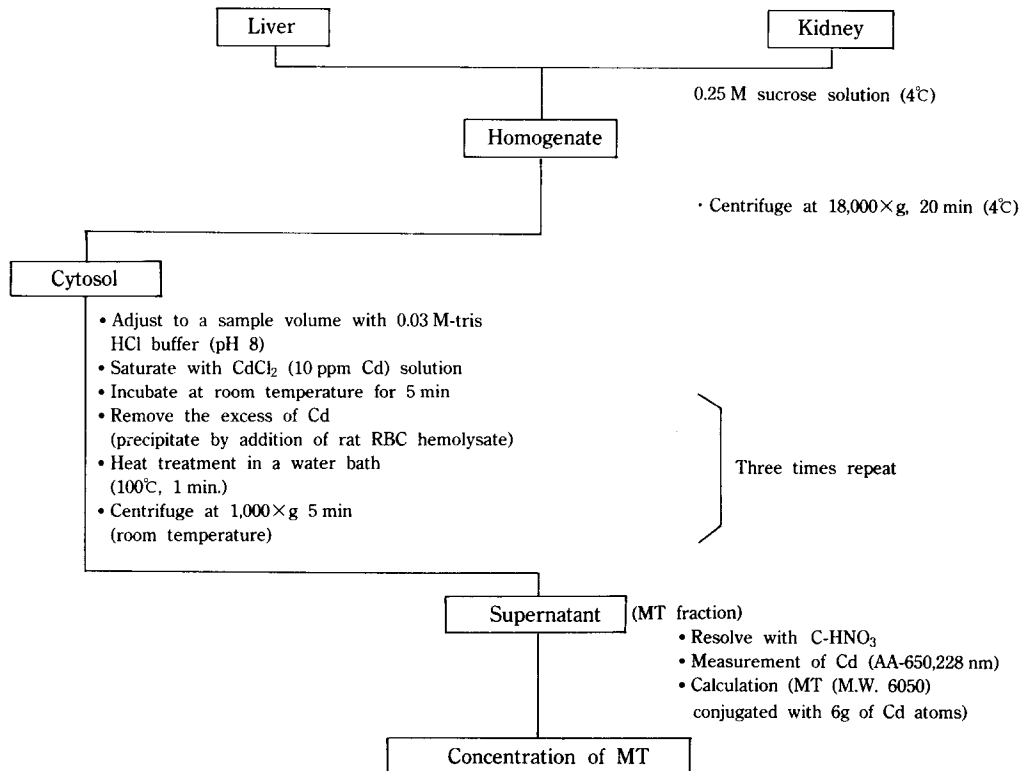 Liver
Kidney
0.25 M sucrose solution (4℃)
Homogenate
· Centrifuge at 18,000×g, 20 min (4℃)
Cytosol
• Adjust to a sample volume with 0.03 M-tris
HCl buffer (pH 8)
• Saturate with CdCl₂ (10 ppm Cd) solution
• Incubate at room temperature for 5 min
• Remove the excess of Cd
(precipitate by addition of rat RBC hemolysate)
• Heat treatment in a water bath
(100℃, 1 min.)
• Centrifuge at 1,000×g 5 min
(room temperature)
Three times repeat
Supernatant (MT fraction)
• Resolve with C-HNO₃
• Measurement of Cd (AA-650,228 nm)
• Calculation (MT (M.W. 6050)
conjugated with 6g of Cd atoms)
Concentration of MT